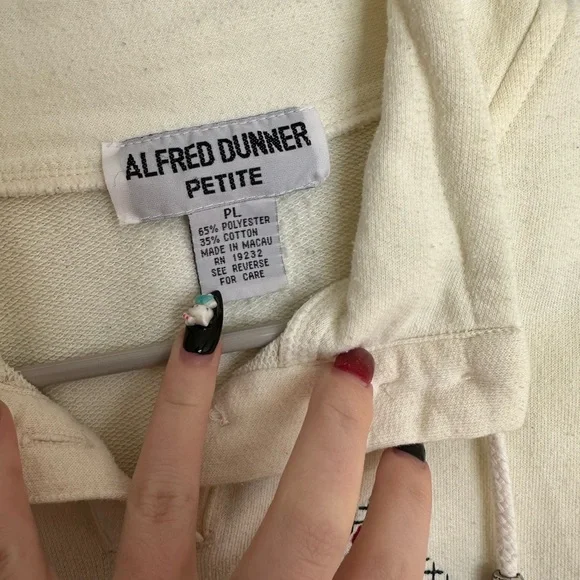 ALFRED DUNNER
PETITE
PL
65% POLYESTER
35% COTTON
MADE IN MACAU
RN 19232
SEE REVERSE
FOR CARE